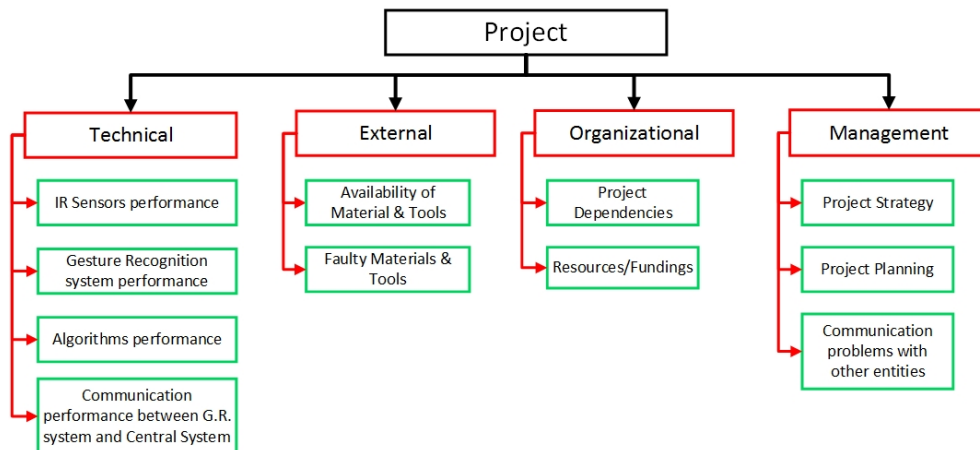 Project
Technical
IR Sensors performance
Gesture Recognition
system performance
Algorithms performance
Communication
performance between G.R.
system and Central System
External
Availability of
Material & Tools
Faulty Materials &
Tools
Organizational
Project
Dependencies
Resources/Fundings
Management
Project Strategy
Project Planning
Communication
problems with
other entities